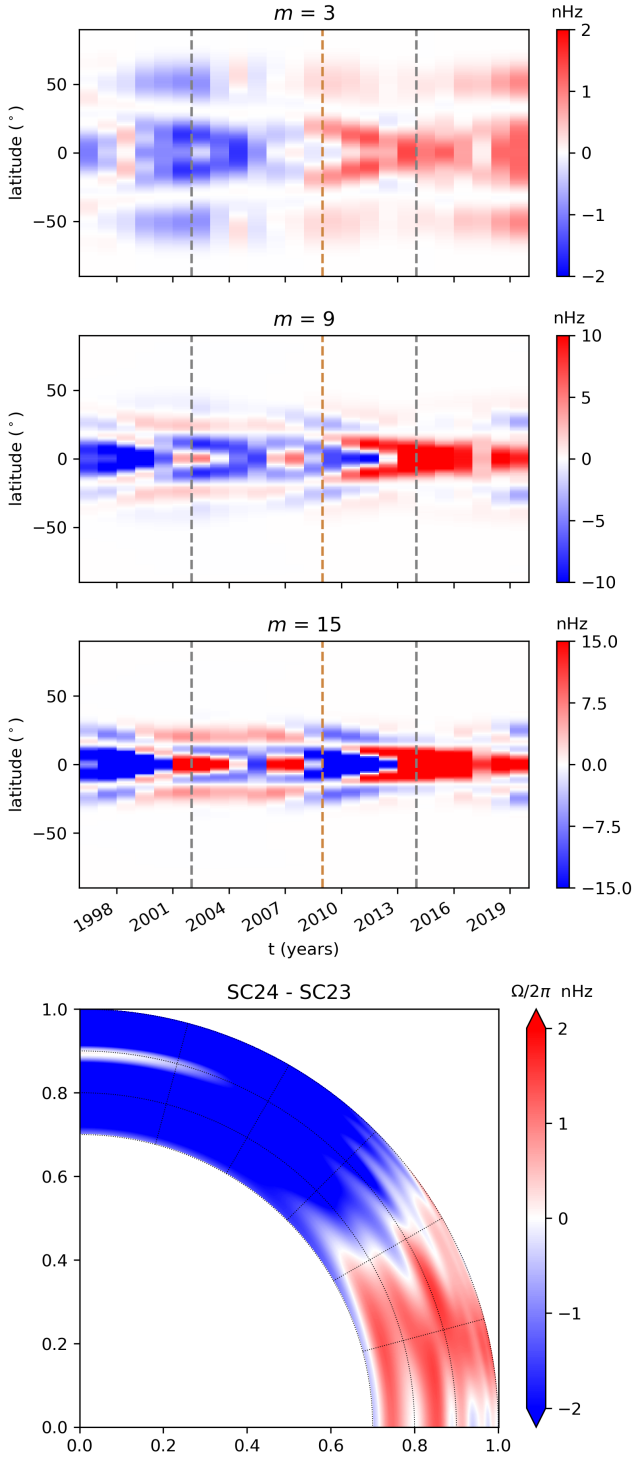 m = 3
nHz
latitude (°)
50
0
−50
2
1
0
−1
−2
m = 9
nHz
latitude (°)
50
0
−50
10
5
0
−5
−10
m = 15
nHz
latitude (°)
50
0
−50
15.0
7.5
0.0
−7.5
−15.0
1998 2001 2004 2007 2010 2013 2016 2019
t (years)
SC24 - SC23
Ω/2π nHz
1.0
0.8
0.6
0.4
0.2
0.0
0.0 0.2 0.4 0.6 0.8 1.0
2
1
0
−1
−2